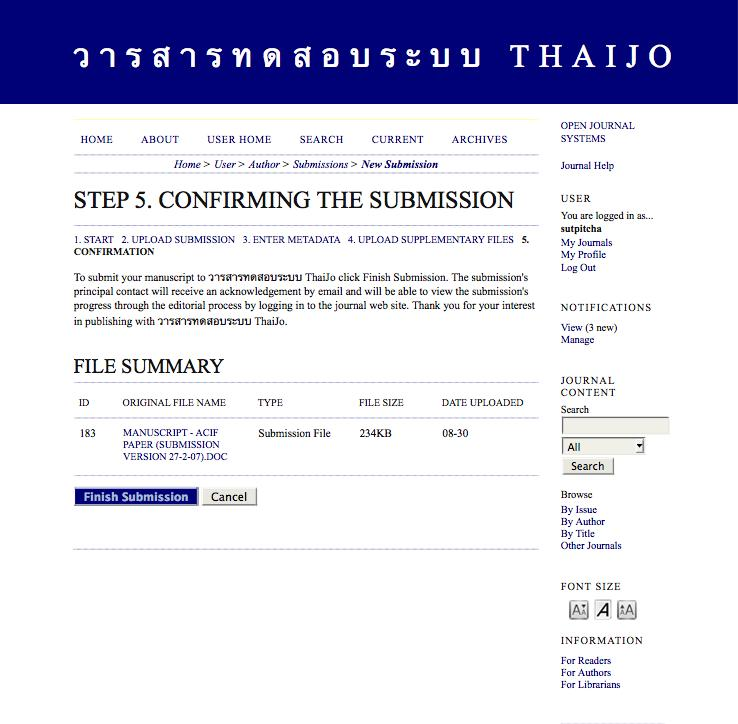 วารสารทดสอบระบบ THAIJO
HOME ABOUT USER HOME SEARCH CURRENT ARCHIVES
Home > User > Author > Submissions > New Submission
STEP 5. CONFIRMING THE SUBMISSION
1. START 2. UPLOAD SUBMISSION 3. ENTER METADATA 4. UPLOAD SUPPLEMENTARY FILES 5.
CONFIRMATION
To submit your manuscript to วารสารทดสอบระบบ ThaiJo click Finish Submission. The submission's
principal contact will receive an acknowledgement by email and will be able to view the submission's
progress through the editorial process by logging in to the journal web site. Thank you for your interest
in publishing with วารสารทดสอบระบบ ThaiJo.
FILE SUMMARY
ID ORIGINAL FILE NAME TYPE FILE SIZE DATE UPLOADED
183 MANUSCRIPT - ACIF Submission File 234KB 08-30
PAPER (SUBMISSION
VERSION 27-2-07).DOC
Finish Submission Cancel
OPEN JOURNAL
SYSTEMS
Journal Help
USER
You are logged in as...
sutpitcha
My Journals
My Profile
Log Out
NOTIFICATIONS
View (3 new)
Manage
JOURNAL
CONTENT
Search
All
Search
Browse
By Issue
By Author
By Title
Other Journals
FONT SIZE
A A A AA
INFORMATION
For Readers
For Authors
For Librarians